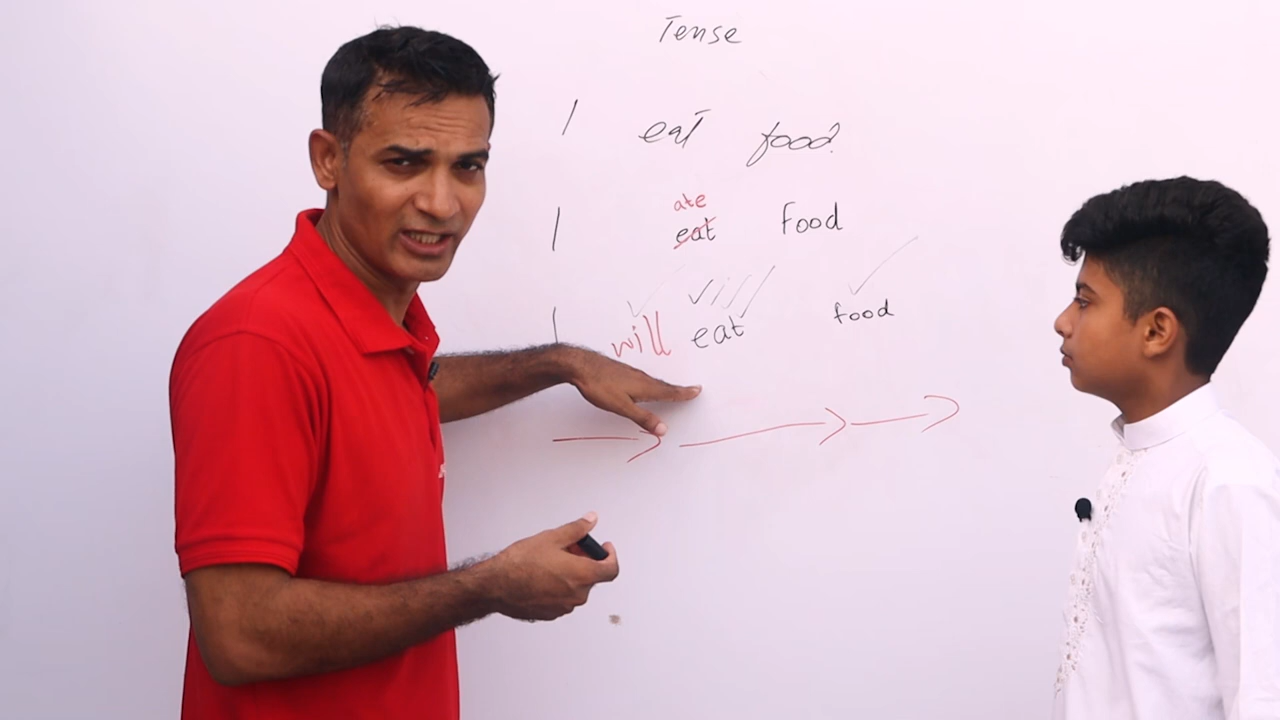 Tense
I eat food.
ate
I eat food
I will eat food